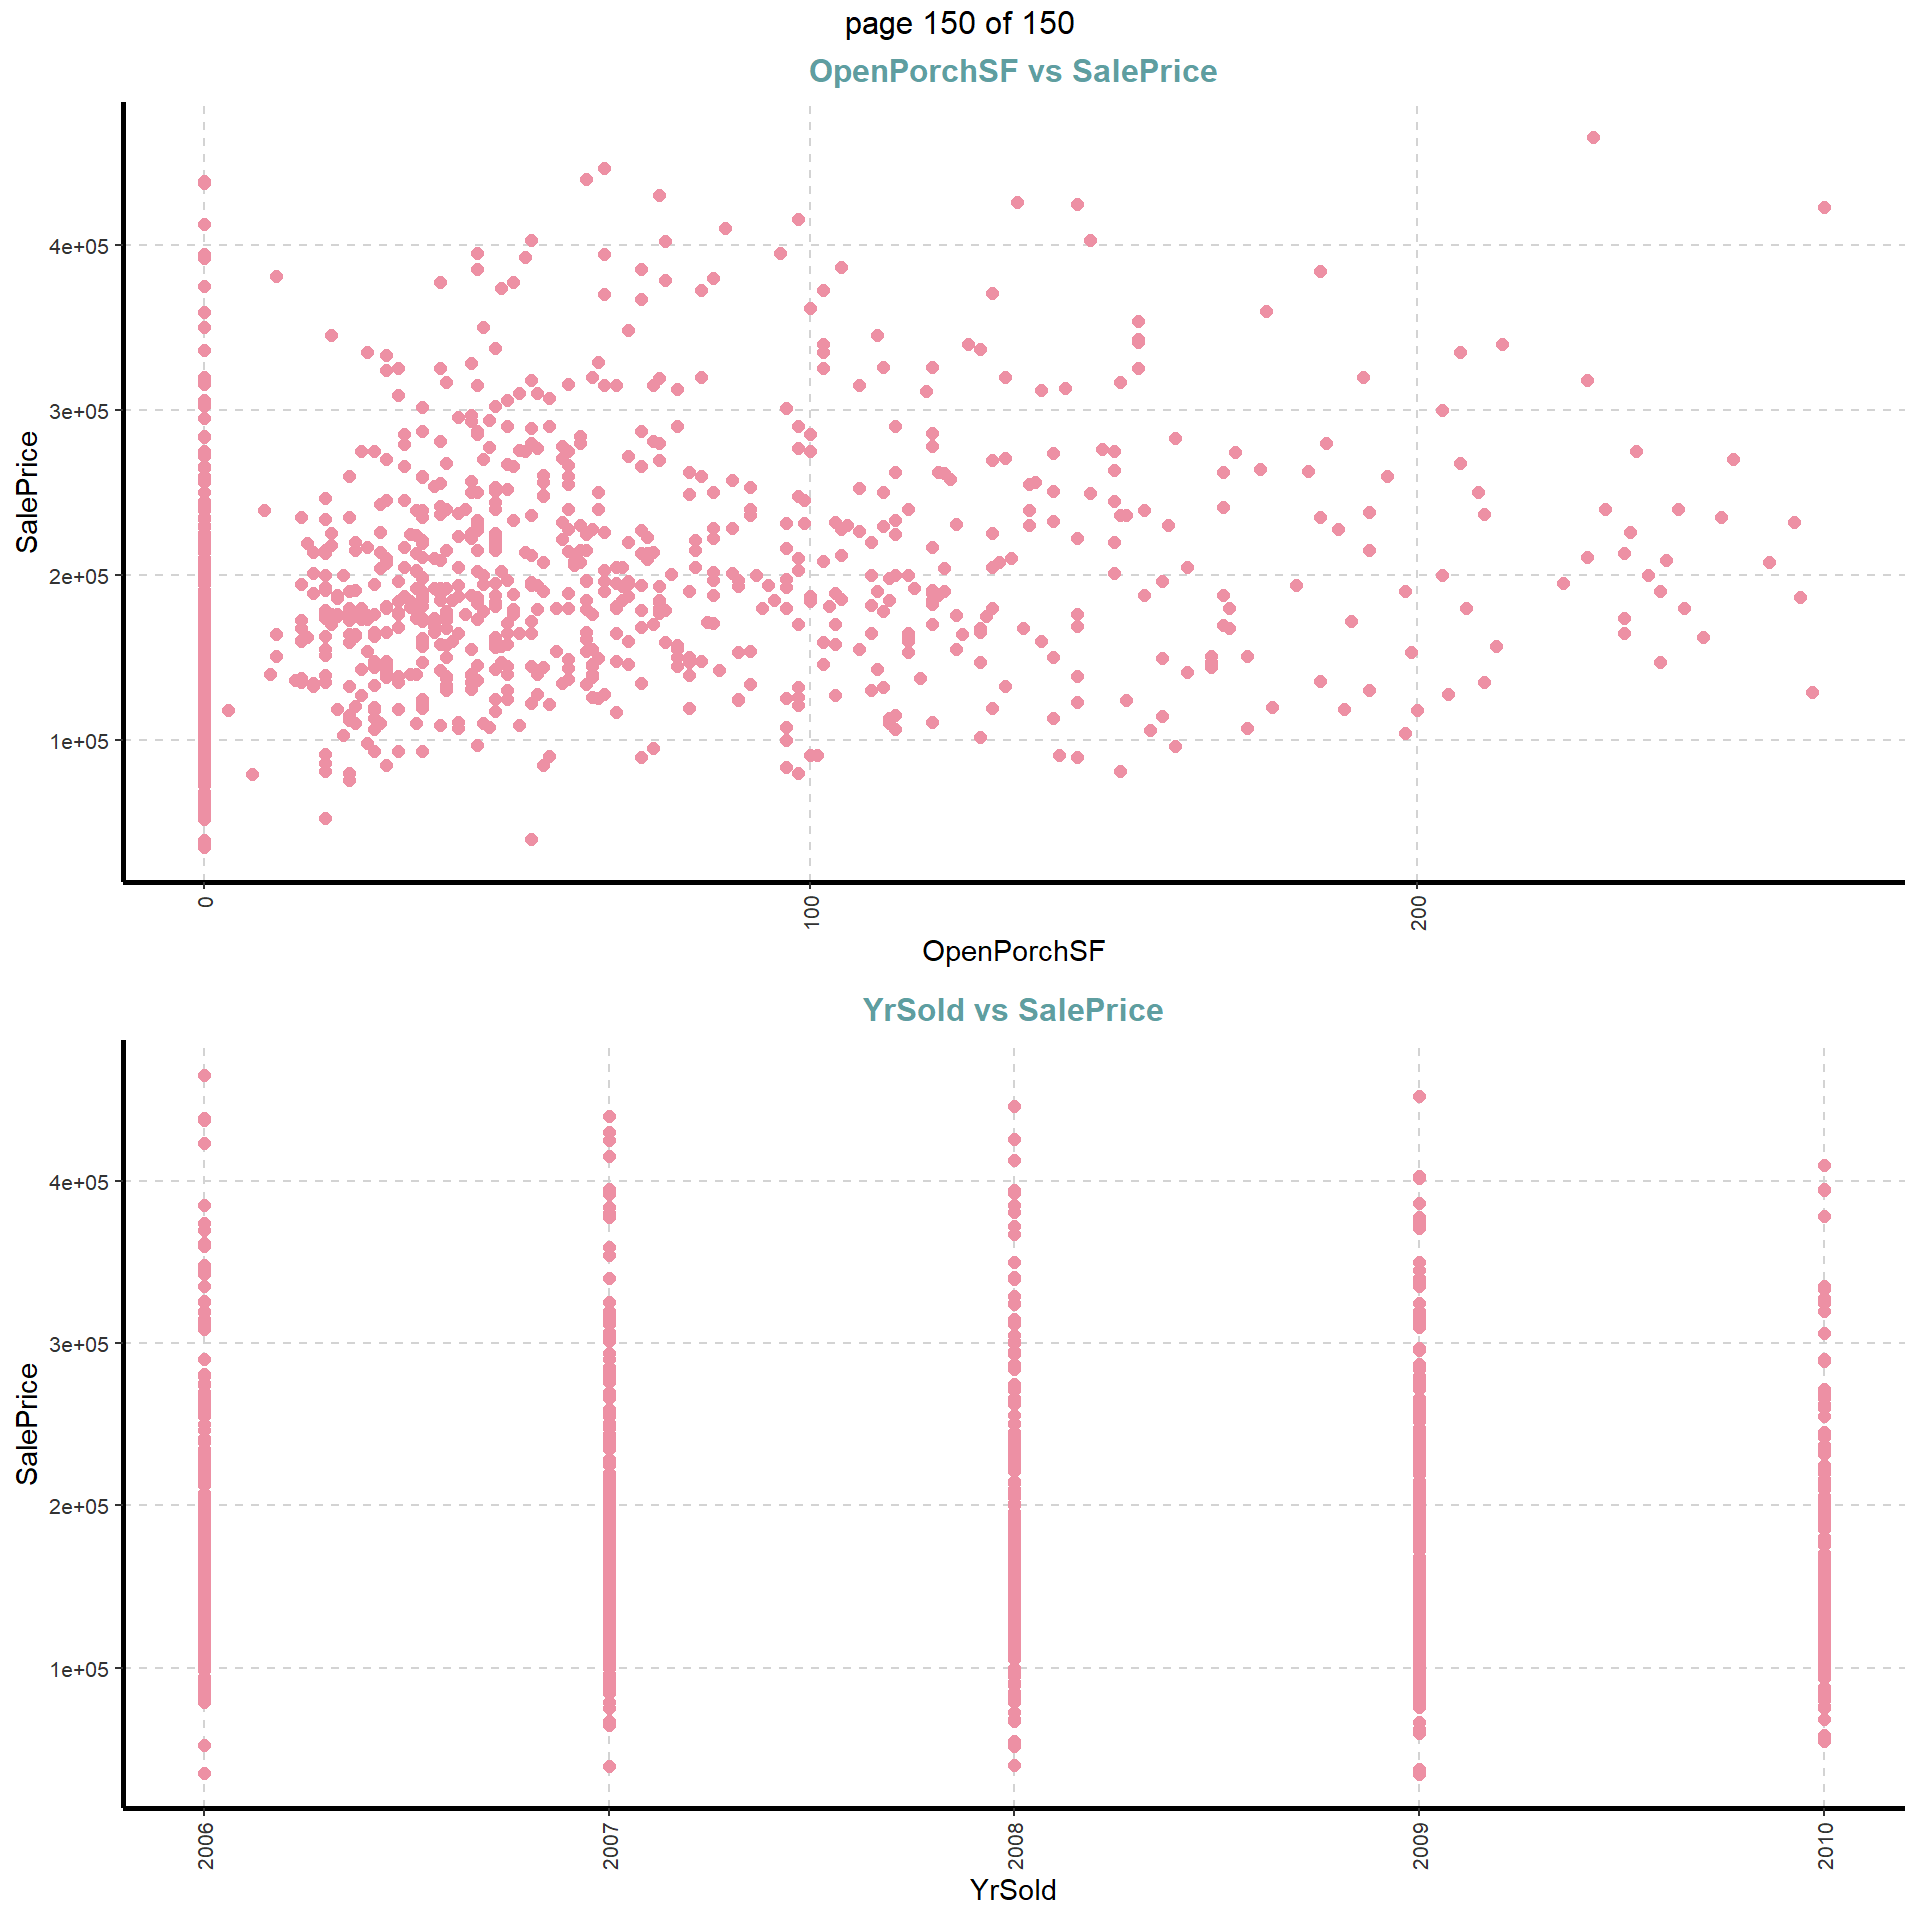 page 150 of 150
OpenPorchSF vs SalePrice
SalePrice
4e+05
3e+05
2e+05
1e+05
0
100
200
OpenPorchSF
YrSold vs SalePrice
SalePrice
4e+05
3e+05
2e+05
1e+05
2006
2007
2008
2009
2010
YrSold